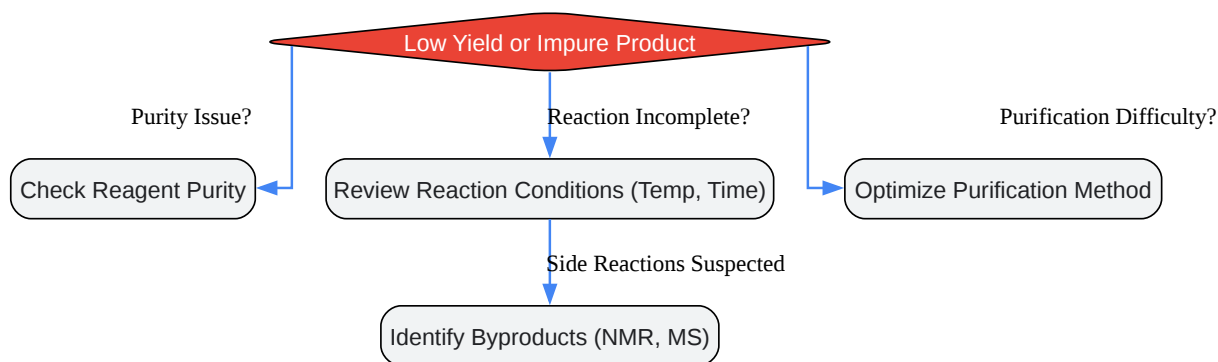 Low Yield or Impure Product
Purity Issue?
Reaction Incomplete?
Purification Difficulty?
Check Reagent Purity
Review Reaction Conditions (Temp, Time)
Optimize Purification Method
Side Reactions Suspected
Identify Byproducts (NMR, MS)